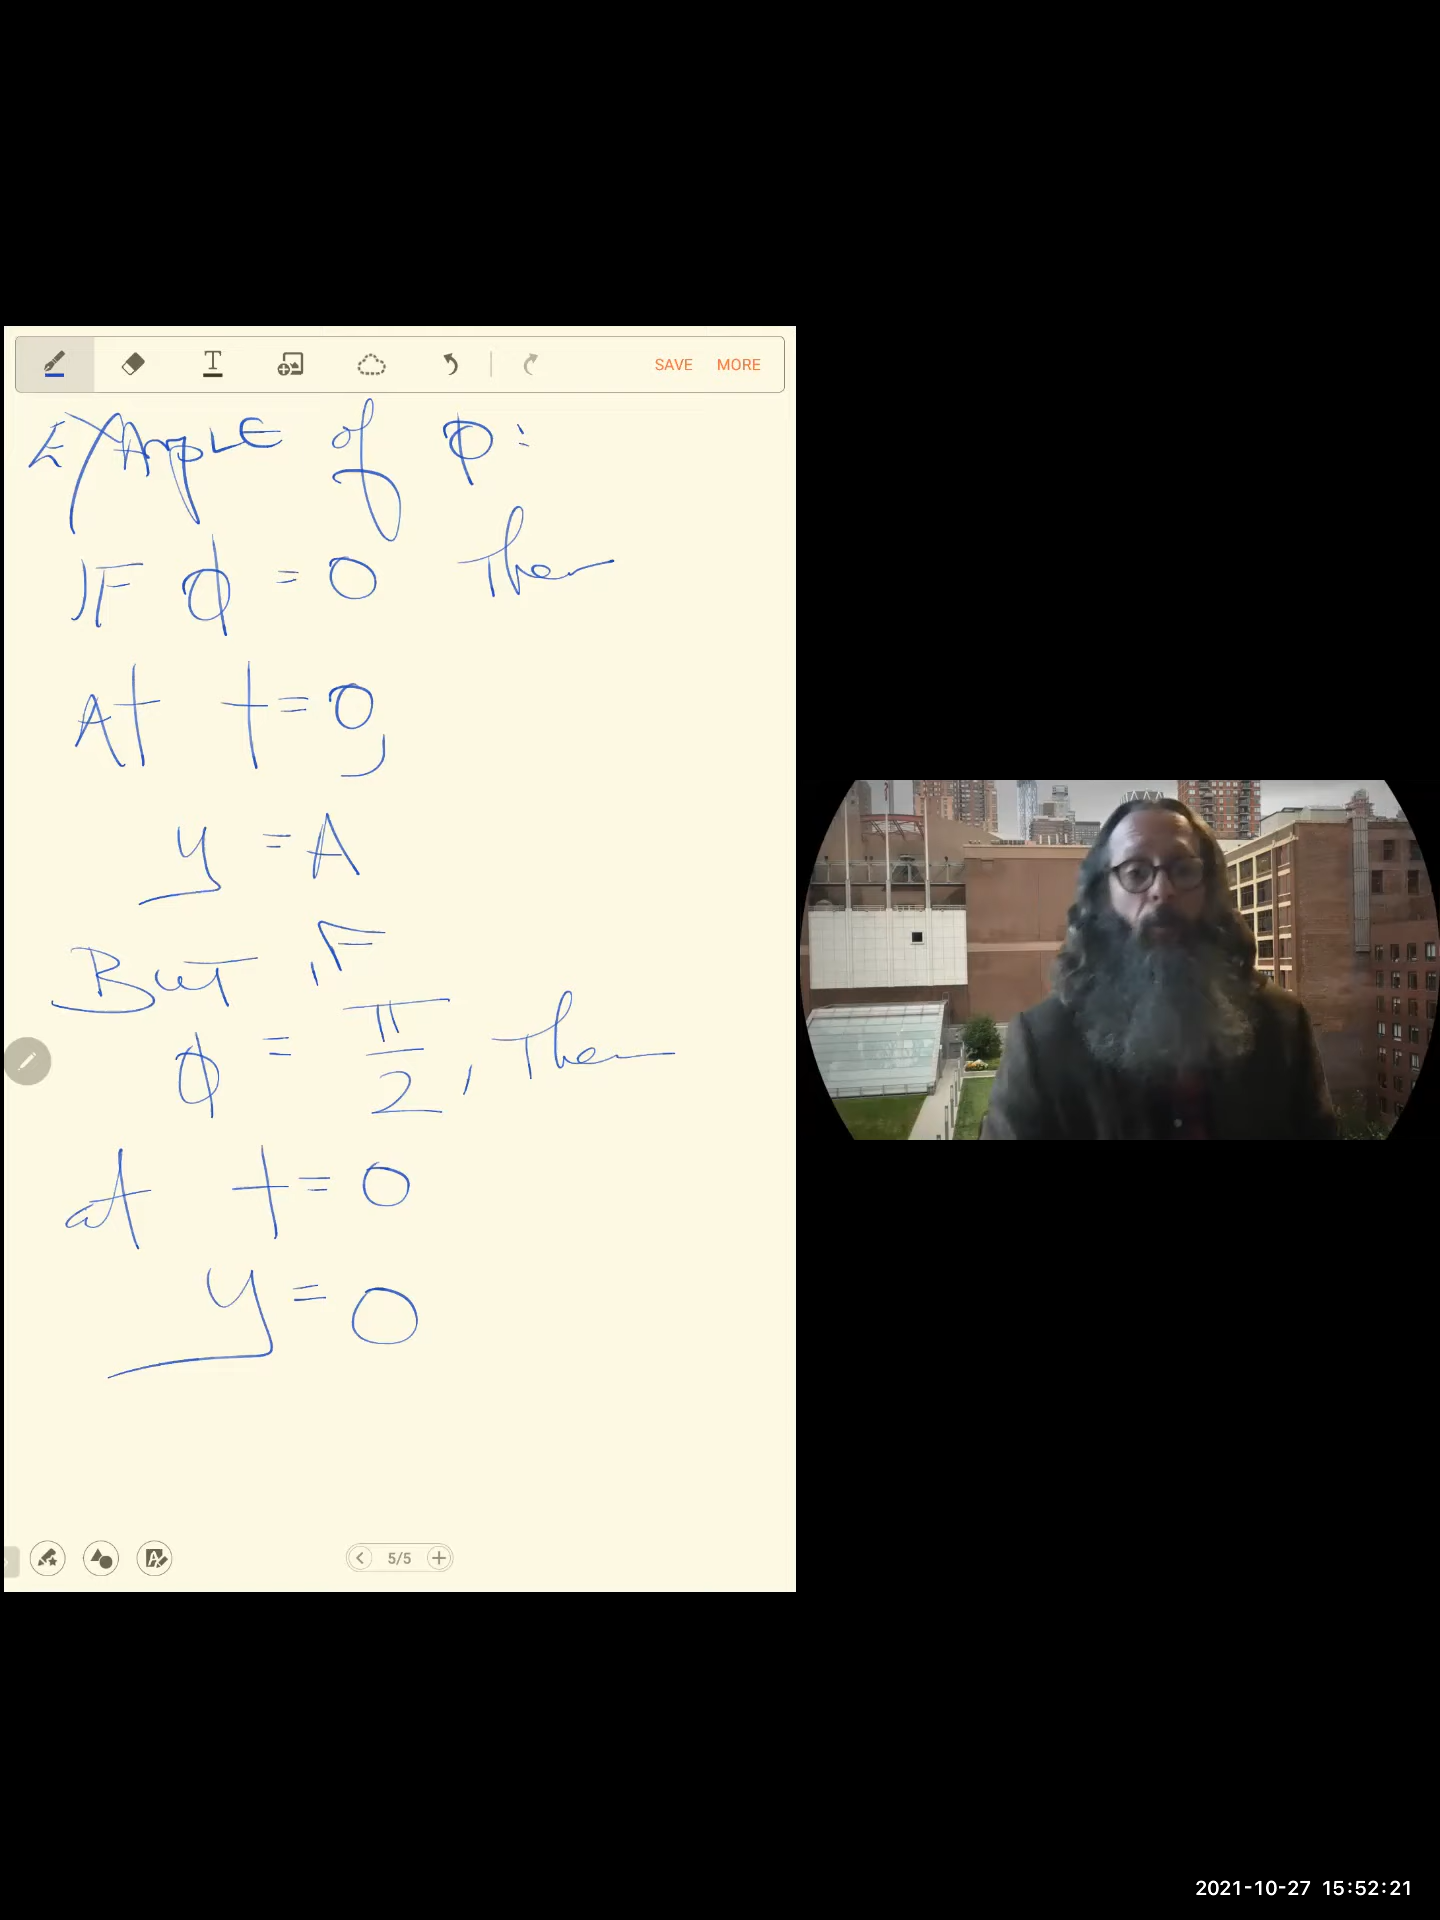 SAVE MORE
EXAMPLE of φ:
IF φ = 0 Then
At t = 0,
y = A
But IF
φ = π/2, Then
at t = 0
y = 0
5/5
2021-10-27 15:52:21